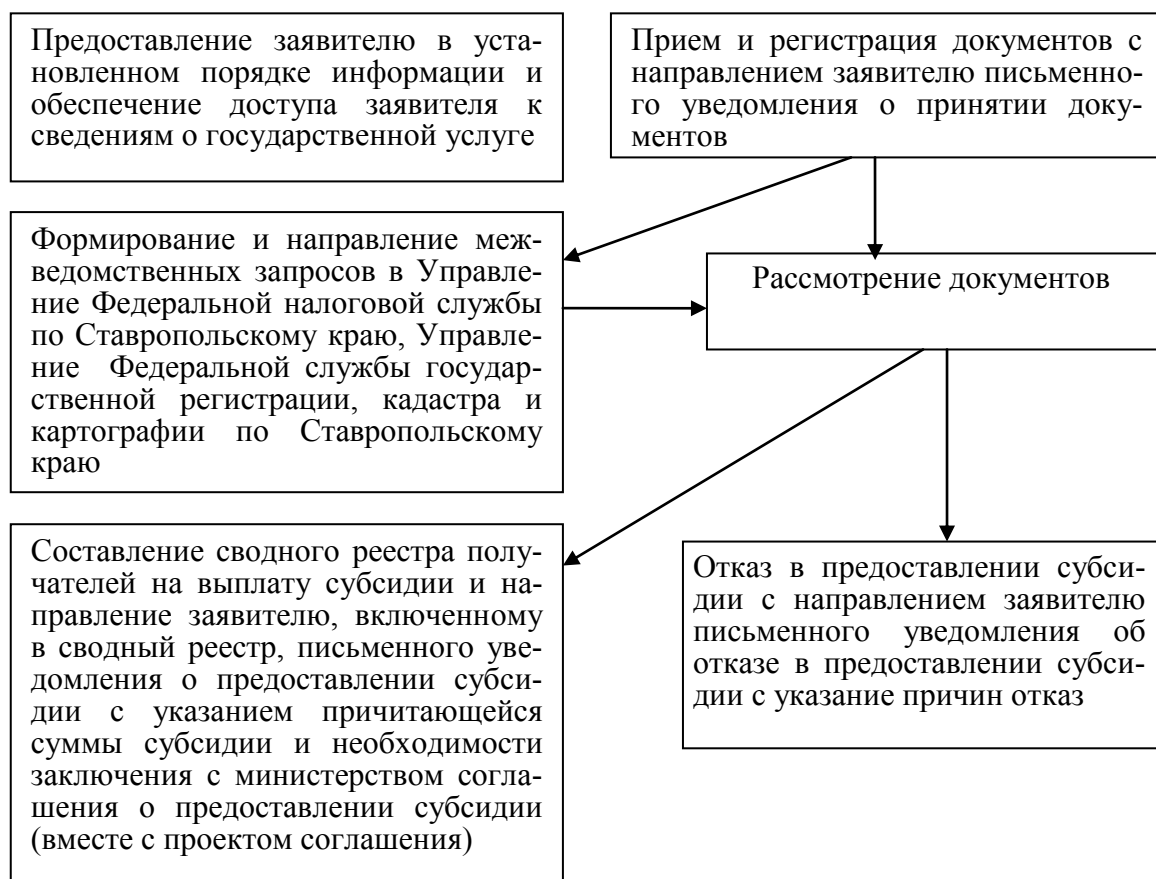 Предоставление заявителю в уста-
новленном порядке информации и
обеспечение доступа заявителя к
сведениям о государственной услуге
Прием и регистрация документов с
направлением заявителю письменно-
го уведомления о принятии доку-
ментов
Формирование и направление меж-
ведомственных запросов в Управле-
ние Федеральной налоговой службы
по Ставропольскому краю, Управле-
ние Федеральной службы государ-
ственной регистрации, кадастра и
картографии по Ставропольскому
краю
Рассмотрение документов
Составление сводного реестра полу-
чателей на выплату субсидии и на-
правление заявителю, включенному
в сводный реестр, письменного уве-
домления о предоставлении субси-
дии с указанием причитающейся
суммы субсидии и необходимости
заключения с министерством согла-
шения о предоставлении субсидии
(вместе с проектом соглашения)
Отказ в предоставлении субси-
дии с направлением заявителю
письменного уведомления об
отказе в предоставлении субси-
дии с указание причин отказ